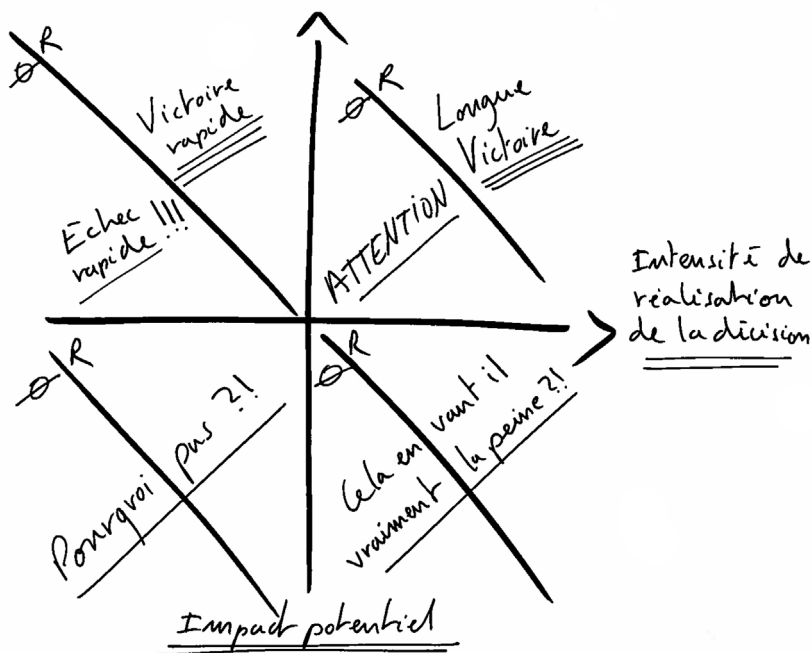 R
Ø
Victoire
rapide
Echec !!!
rapide
R
Ø
Longue
Victoire
ATTENTION
Intensité de
réalisation
de la décision
R
Ø
Pourquoi pas ?!
R
Ø
Cela en vaut il
vraiment la peine ?!
Impact potentiel